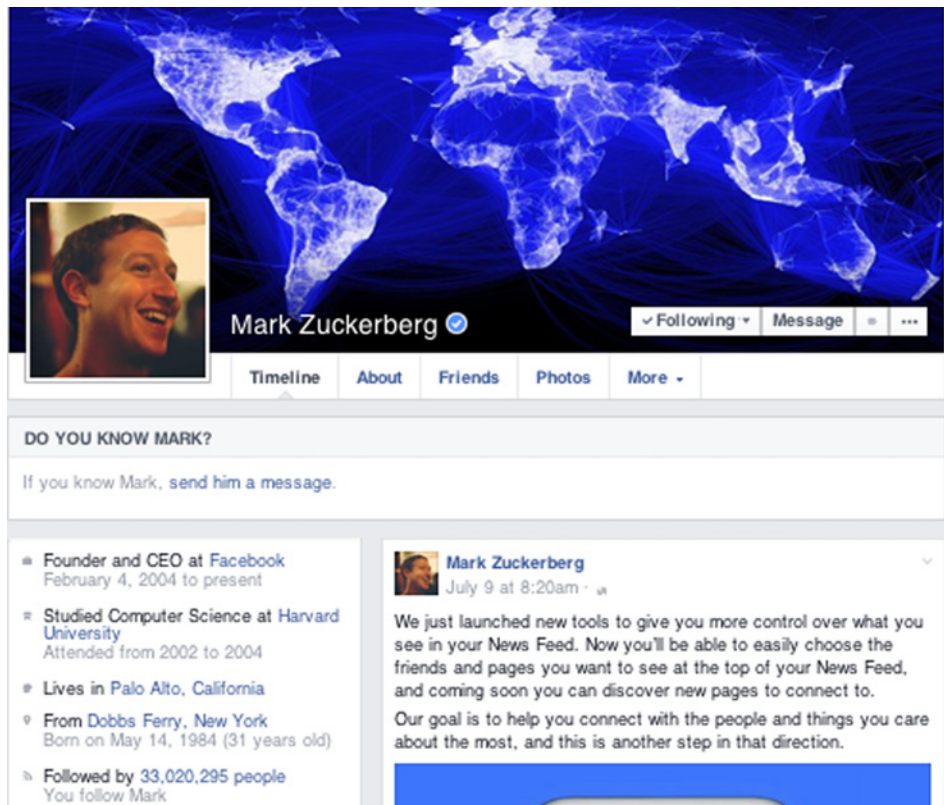 Mark Zuckerberg
Following
Message
Timeline
About
Friends
Photos
More
DO YOU KNOW MARK?
If you know Mark, send him a message.
Founder and CEO at Facebook
February 4, 2004 to present
Studied Computer Science at Harvard
University
Attended from 2002 to 2004
Lives in Palo Alto, California
From Dobbs Ferry, New York
Born on May 14, 1984 (31 years old)
Followed by 33,020,295 people
You follow Mark
Mark Zuckerberg
July 9 at 8:20am ·
We just launched new tools to give you more control over what you
see in your News Feed. Now you'll be able to easily choose the
friends and pages you want to see at the top of your News Feed,
and coming soon you can discover new pages to connect to.
Our goal is to help you connect with the people and things you care
about the most, and this is another step in that direction.